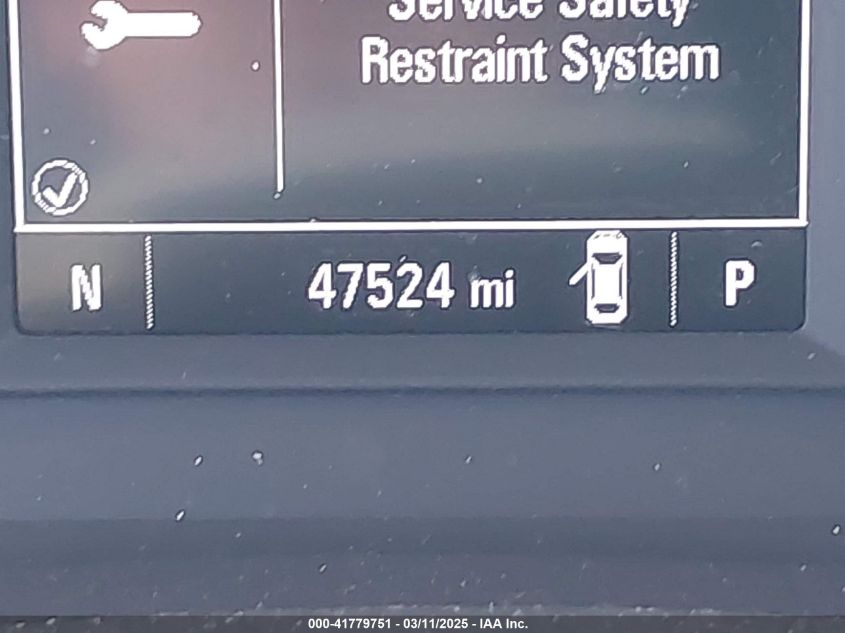 Service Safety
Restraint System
N 47524 mi P
000-41779751 - 03/11/2025 - IAA Inc.